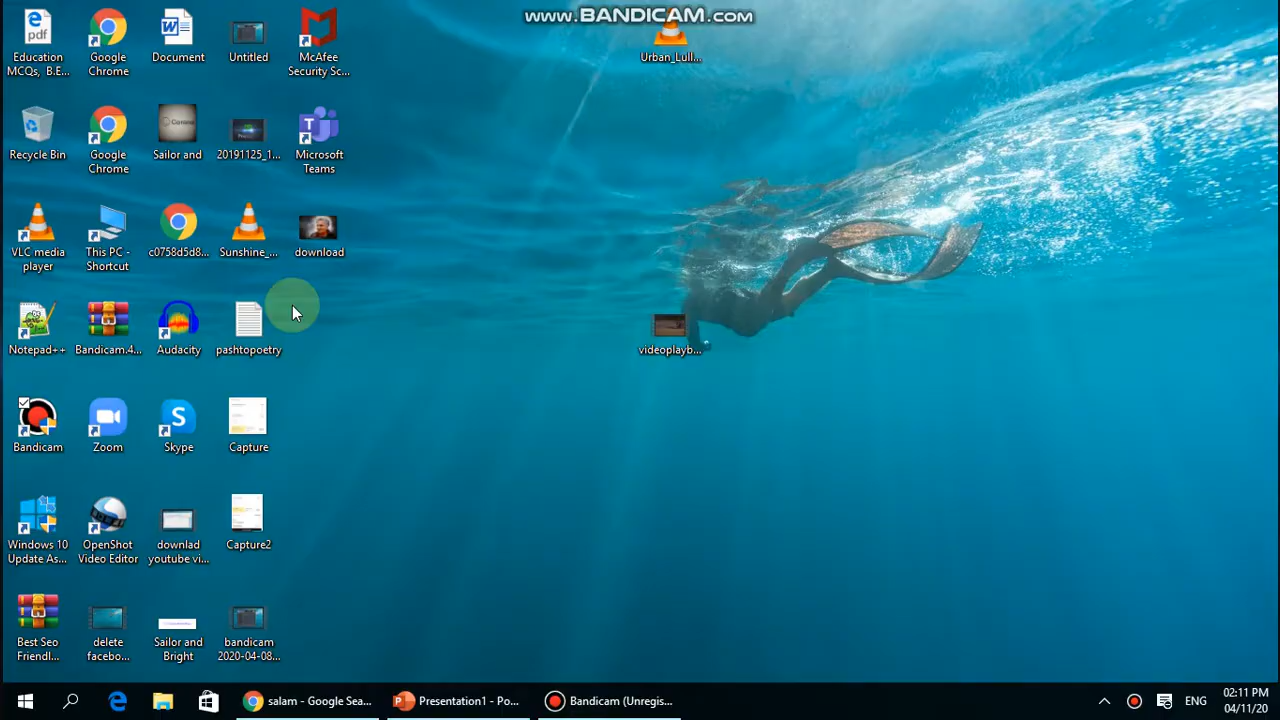 www.BANDICAM.com
Education
MCQs, B.E...
Google
Chrome
Document
Untitled
McAfee
Security Sc...
Urban_Lull...
Recycle Bin
Google
Chrome
Sailor and
20191125_1...
Microsoft
Teams
VLC media
player
This PC -
Shortcut
c0758d5d8...
Sunshine_...
download
Notepad++
Bandicam.4...
Audacity
pashtopoetry
videoplayb...
Bandicam
Zoom
Skype
Capture
Windows 10
Update As...
OpenShot
Video Editor
downlad
youtube vi...
Capture2
Best Seo
Friendl...
delete
facebo...
Sailor and
Bright
bandicam
2020-04-08...
salam - Google Sea...
Presentation1 - Po...
Bandicam (Unregis...
ENG
02:11 PM
04/11/20